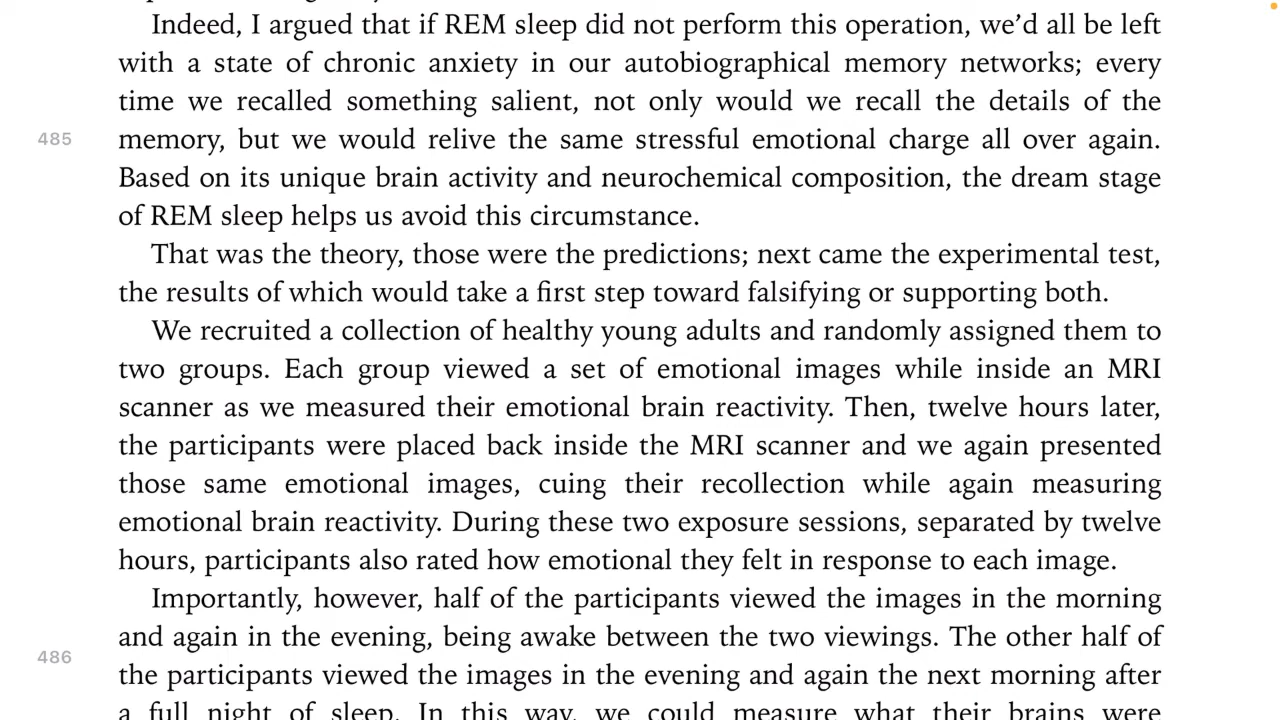 Indeed, I argued that if REM sleep did not perform this operation, we’d all be left
with a state of chronic anxiety in our autobiographical memory networks; every
time we recalled something salient, not only would we recall the details of the
485
memory, but we would relive the same stressful emotional charge all over again.
Based on its unique brain activity and neurochemical composition, the dream stage
of REM sleep helps us avoid this circumstance.
That was the theory, those were the predictions; next came the experimental test,
the results of which would take a first step toward falsifying or supporting both.
We recruited a collection of healthy young adults and randomly assigned them to
two groups. Each group viewed a set of emotional images while inside an MRI
scanner as we measured their emotional brain reactivity. Then, twelve hours later,
the participants were placed back inside the MRI scanner and we again presented
those same emotional images, cuing their recollection while again measuring
emotional brain reactivity. During these two exposure sessions, separated by twelve
hours, participants also rated how emotional they felt in response to each image.
Importantly, however, half of the participants viewed the images in the morning
and again in the evening, being awake between the two viewings. The other half of
486
the participants viewed the images in the evening and again the next morning after
a full night of sleep. In this way, we could measure what their brains were